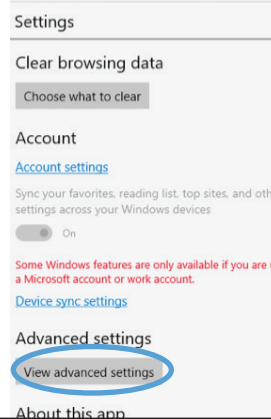 Settings
Clear browsing data
Choose what to clear
Account
Account settings
Sync your favorites, reading list, top sites, and
settings across your Windows devices
On
Some Windows features are only available if you are
a Microsoft account or work account.
Device sync settings
Advanced settings
View advanced settings
About this app